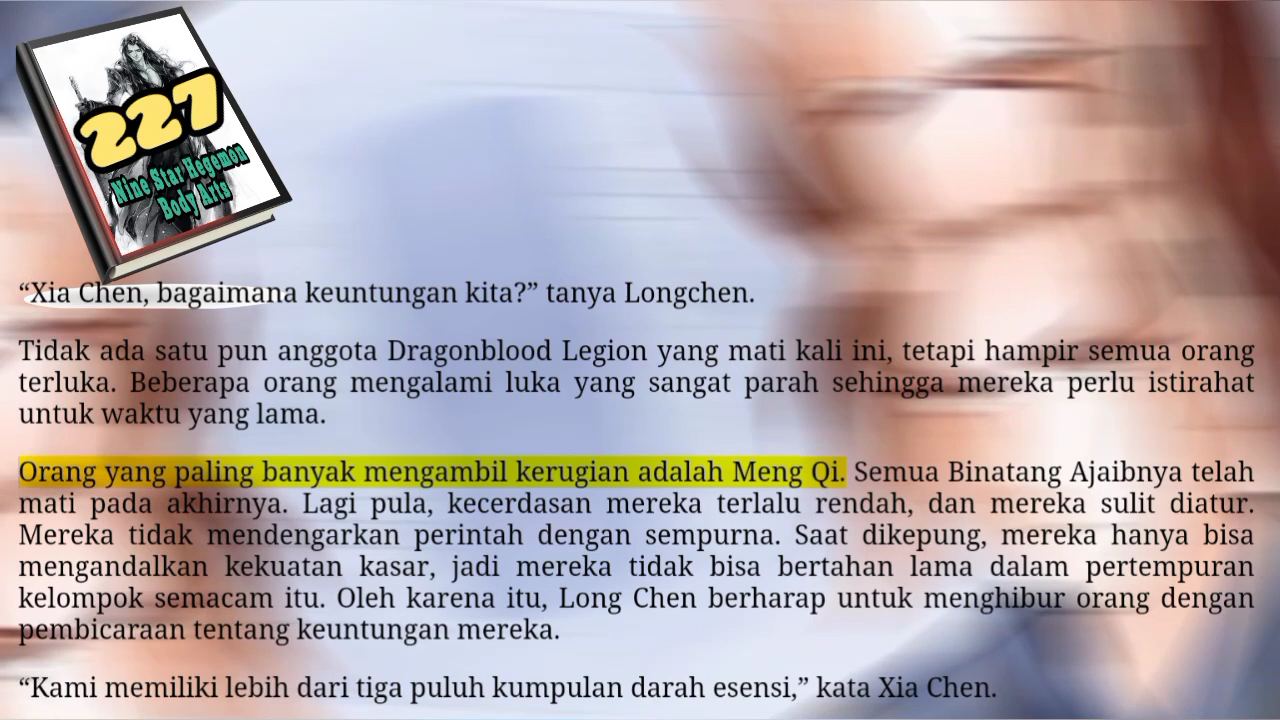 227
Nine Star Hegemon
Body Arts
“Xia Chen, bagaimana keuntungan kita?” tanya Longchen.
Tidak ada satu pun anggota Dragonblood Legion yang mati kali ini, tetapi hampir semua orang
terluka. Beberapa orang mengalami luka yang sangat parah sehingga mereka perlu istirahat
untuk waktu yang lama.
Orang yang paling banyak mengambil kerugian adalah Meng Qi. Semua Binatang Ajaibnya telah
mati pada akhirnya. Lagi pula, kecerdasan mereka terlalu rendah, dan mereka sulit diatur.
Mereka tidak mendengarkan perintah dengan sempurna. Saat dikepung, mereka hanya bisa
mengandalkan kekuatan kasar, jadi mereka tidak bisa bertahan lama dalam pertempuran
kelompok semacam itu. Oleh karena itu, Long Chen berharap untuk menghibur orang dengan
pembicaraan tentang keuntungan mereka.
“Kami memiliki lebih dari tiga puluh kumpulan darah esensi,” kata Xia Chen.